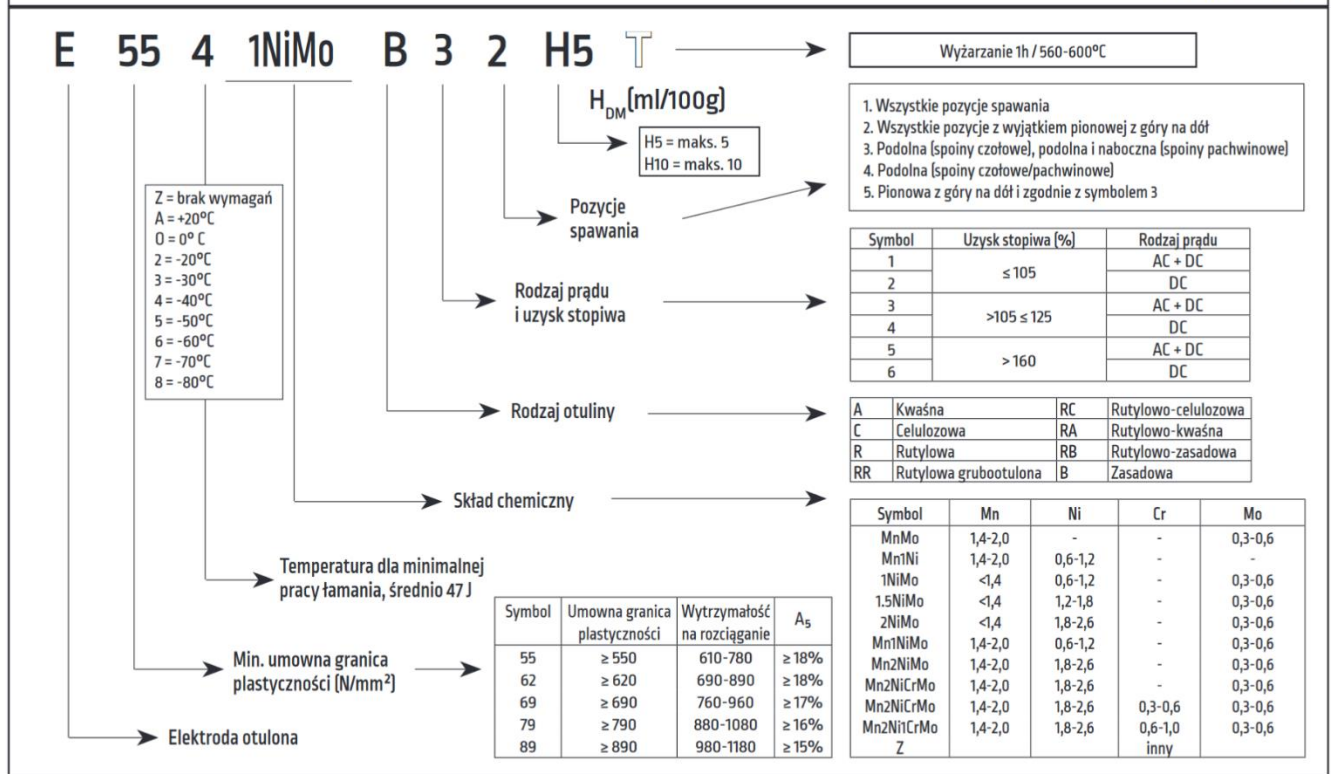 E 55 4 1NiMo B 3 2 H5 T
Wyżarzanie 1h / 560-600°C
H_DM (ml/100g)
H5 = maks. 5
H10 = maks. 10
1. Wszystkie pozycje spawania
2. Wszystkie pozycje z wyjątkiem pionowej z góry na dół
3. Podolna (spoiny czołowe), podolna i naboczna (spoiny pachwinowe)
4. Podolna (spoiny czołowe/pachwinowe)
5. Pionowa z góry na dół i zgodnie z symbolem 3
Pozycje
spawania
Z = brak wymagań
A = +20°C
0 = 0° C
2 = -20°C
3 = -30°C
4 = -40°C
5 = -50°C
6 = -60°C
7 = -70°C
8 = -80°C
Symbol Uzysk stopiwa (%) Rodzaj prądu
1 ≤ 105 AC + DC
2 DC
3 >105 ≤ 125 AC + DC
4 DC
5 > 160 AC + DC
6 DC
Rodzaj prądu
i uzysk stopiwa
Rodzaj otuliny
A Kwaśna RC Rutylowo-celulozowa
C Celulozowa RA Rutylowo-kwaśna
R Rutylowa RB Rutylowo-zasadowa
RR Rutylowa grubootulona B Zasadowa
Skład chemiczny
Symbol Mn Ni Cr Mo
MnMo 1,4-2,0 - - 0,3-0,6
Mn1Ni 1,4-2,0 0,6-1,2 - -
1NiMo <1,4 0,6-1,2 - 0,3-0,6
1.5NiMo <1,4 1,2-1,8 - 0,3-0,6
2NiMo <1,4 1,8-2,6 - 0,3-0,6
Mn1NiMo 1,4-2,0 0,6-1,2 - 0,3-0,6
Mn2NiMo 1,4-2,0 1,8-2,6 - 0,3-0,6
Mn2NiCrMo 1,4-2,0 1,8-2,6 - 0,3-0,6
Mn2NiCrMo 1,4-2,0 1,8-2,6 0,3-0,6 0,3-0,6
Mn2Ni1CrMo 1,4-2,0 1,8-2,6 0,6-1,0 0,3-0,6
Z inny
Temperatura dla minimalnej
pracy łamania, średnio 47 J
Symbol Umowna granica plastyczności Wytrzymałość na rozciąganie A₅
55 ≥ 550 610-780 ≥ 18%
62 ≥ 620 690-890 ≥ 18%
69 ≥ 690 760-960 ≥ 17%
79 ≥ 790 880-1080 ≥ 16%
89 ≥ 890 980-1180 ≥ 15%
Min. umowna granica
plastyczności (N/mm²)
Elektroda otulona